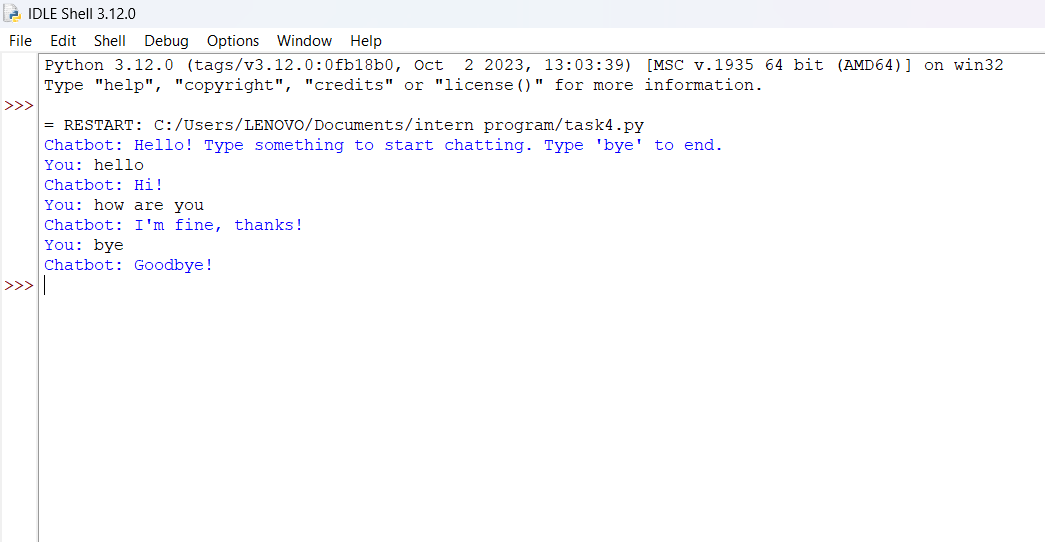 IDLE Shell 3.12.0
File Edit Shell Debug Options Window Help
Python 3.12.0 (tags/v3.12.0:0fb18b0, Oct  2 2023, 13:03:39) [MSC v.1935 64 bit (AMD64)] on win32
Type "help", "copyright", "credits" or "license()" for more information.
>>>
= RESTART: C:/Users/LENOVO/Documents/intern program/task4.py
Chatbot: Hello! Type something to start chatting. Type 'bye' to end.
You: hello
Chatbot: Hi!
You: how are you
Chatbot: I'm fine, thanks!
You: bye
Chatbot: Goodbye!
>>>